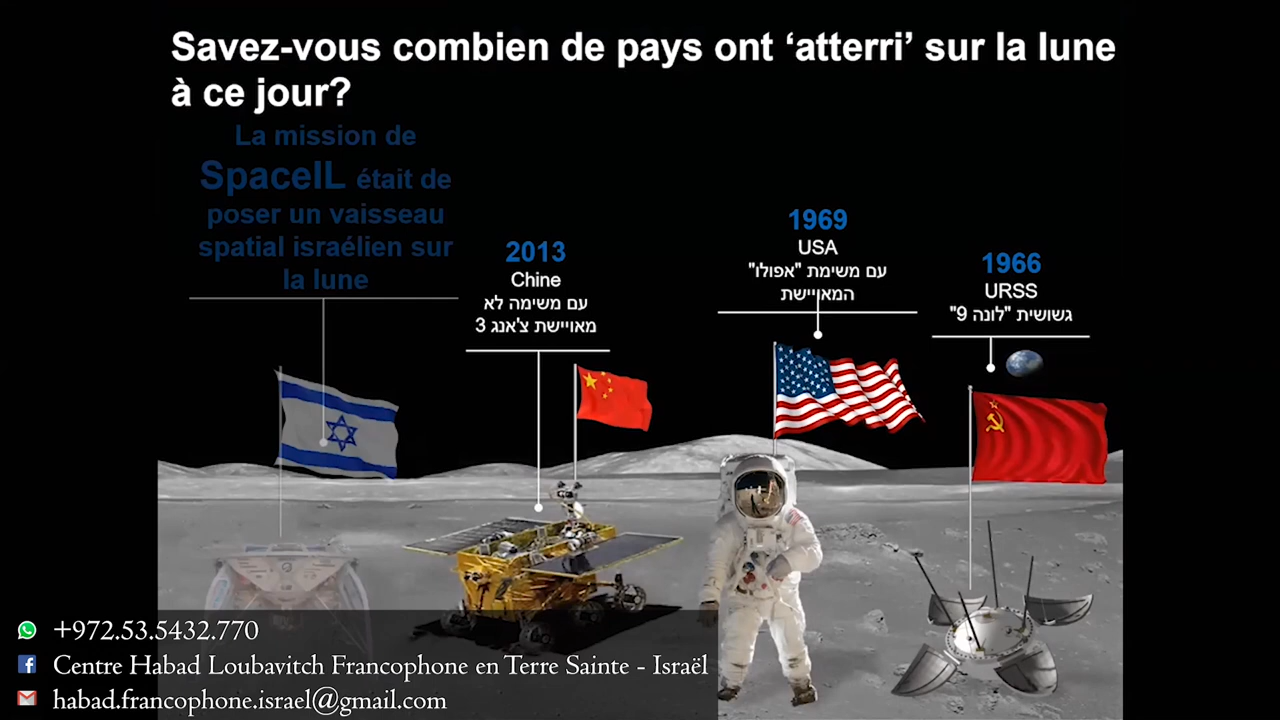 Savez-vous combien de pays ont ‘atterri’ sur la lune
à ce jour?
La mission de
SpaceIL était de
poser un vaisseau
spatial israélien sur
la lune
2013
Chine
עם משימה לא
מאויישת צ'אנג 3
1969
USA
עם משימת "אפולו"
המאויישת
1966
URSS
גשושית "לונה 9"
+972.53.5432.770
Centre Habad Loubavitch Francophone en Terre Sainte - Israël
habad.francophone.israel@gmail.com